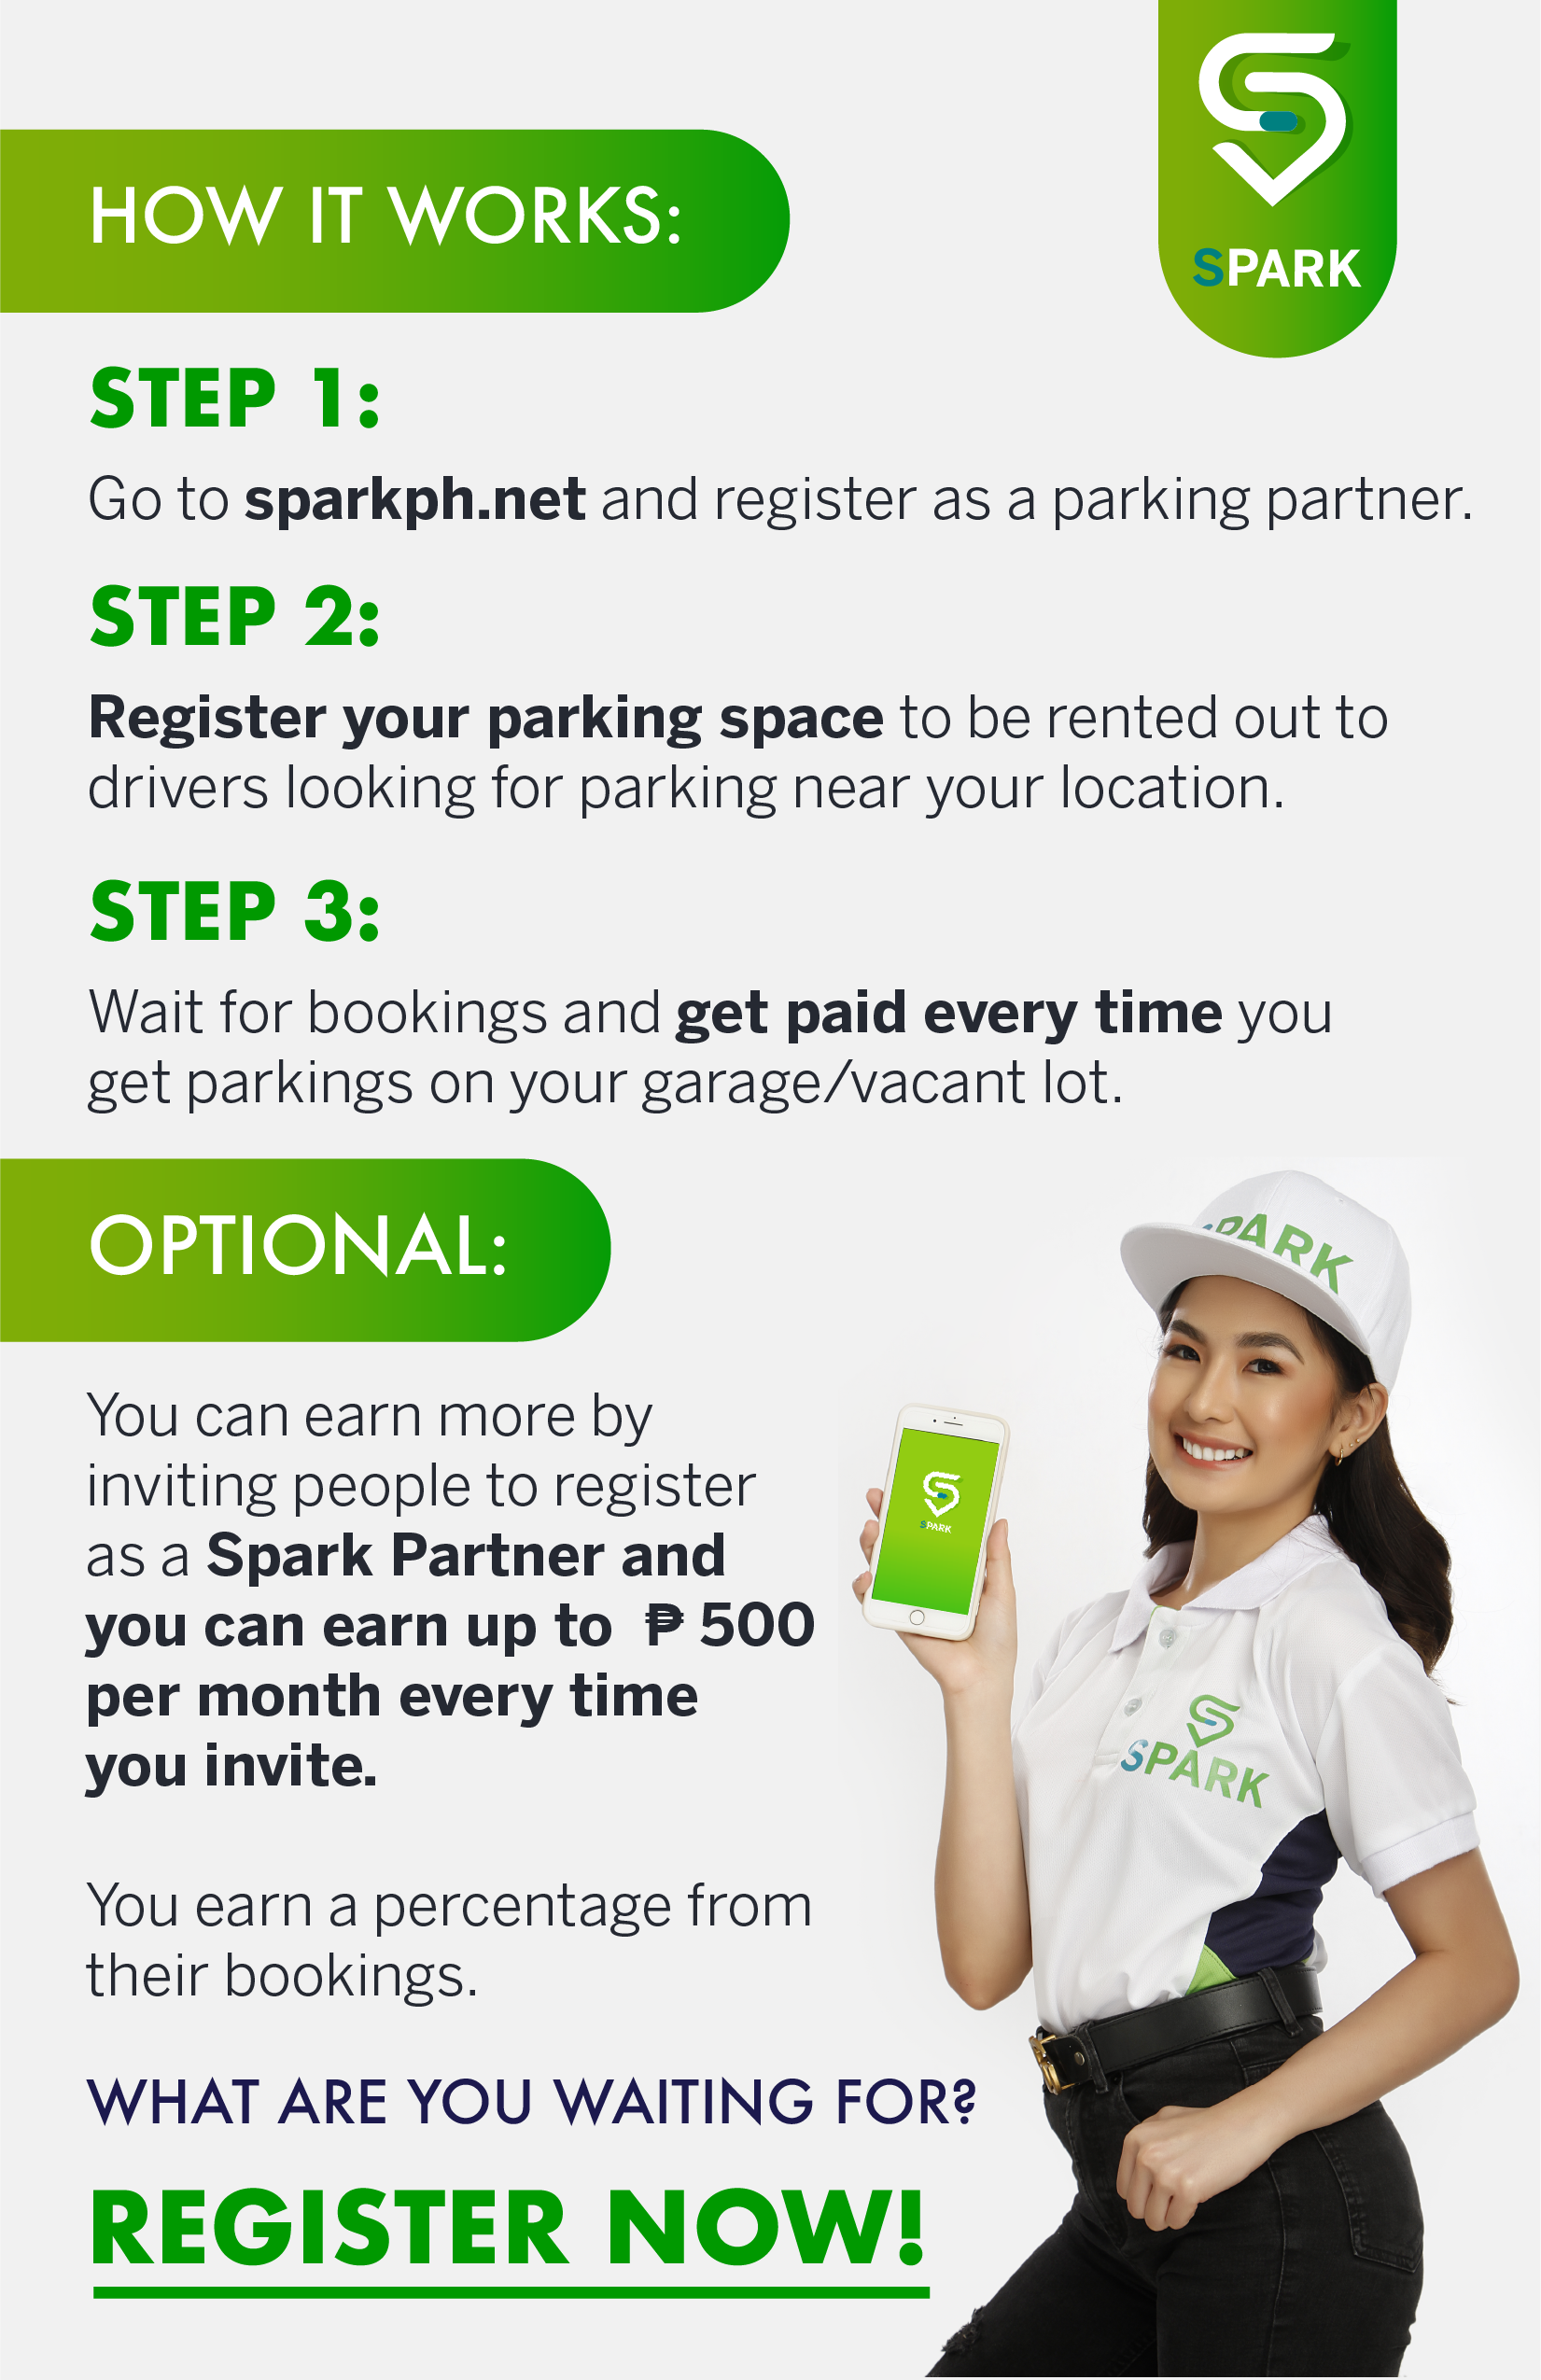 SPARK
HOW IT WORKS:
STEP 1:
Go to sparkph.net and register as a parking partner.
STEP 2:
Register your parking space to be rented out to
drivers looking for parking near your location.
STEP 3:
Wait for bookings and get paid every time you
get parkings on your garage/vacant lot.
OPTIONAL:
You can earn more by
inviting people to register
as a Spark Partner and
you can earn up to ₱ 500
per month every time
you invite.
You earn a percentage from
their bookings.
WHAT ARE YOU WAITING FOR?
REGISTER NOW!
SPARK
SPARK
SPARK